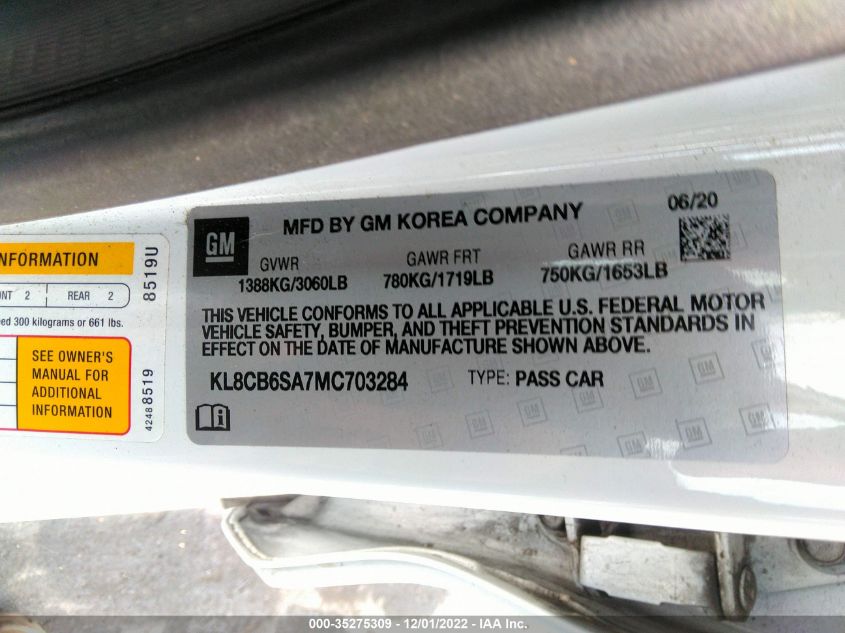 GM
MFD BY GM KOREA COMPANY
06/20
GVWR
GAWR FRT
GAWR RR
1388KG/3060LB
780KG/1719LB
750KG/1653LB
THIS VEHICLE CONFORMS TO ALL APPLICABLE U.S. FEDERAL MOTOR
VEHICLE SAFETY, BUMPER, AND THEFT PREVENTION STANDARDS IN
EFFECT ON THE DATE OF MANUFACTURE SHOWN ABOVE.
KL8CB6SA7MC703284
TYPE: PASS CAR
NFORMATION
NT 2
REAR 2
ed 300 kilograms or 661 lbs.
SEE OWNER'S
MANUAL FOR
ADDITIONAL
INFORMATION
8519U
42488519
000-35275309 - 12/01/2022 - IAA Inc.